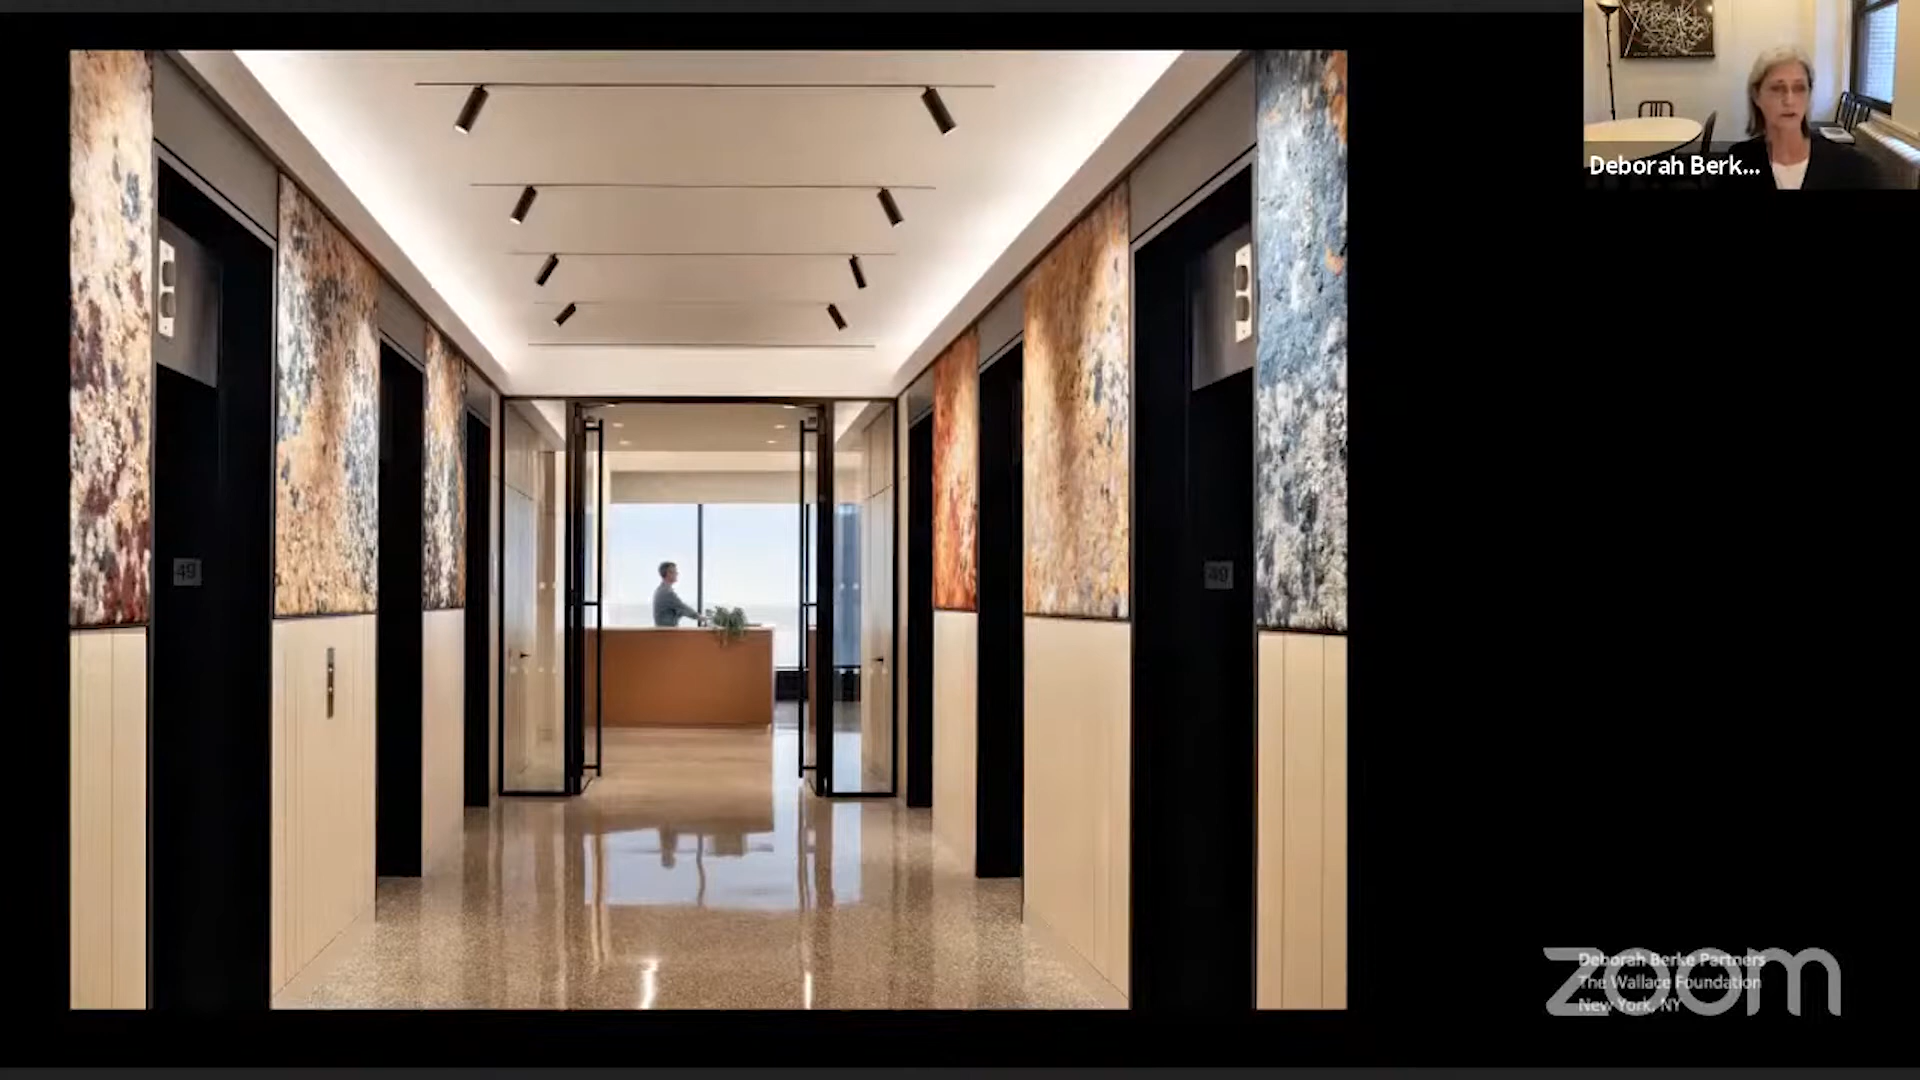 Deborah Berk...
49
49
zoom
Deborah Berke Partners
The Wallace Foundation
New York, NY